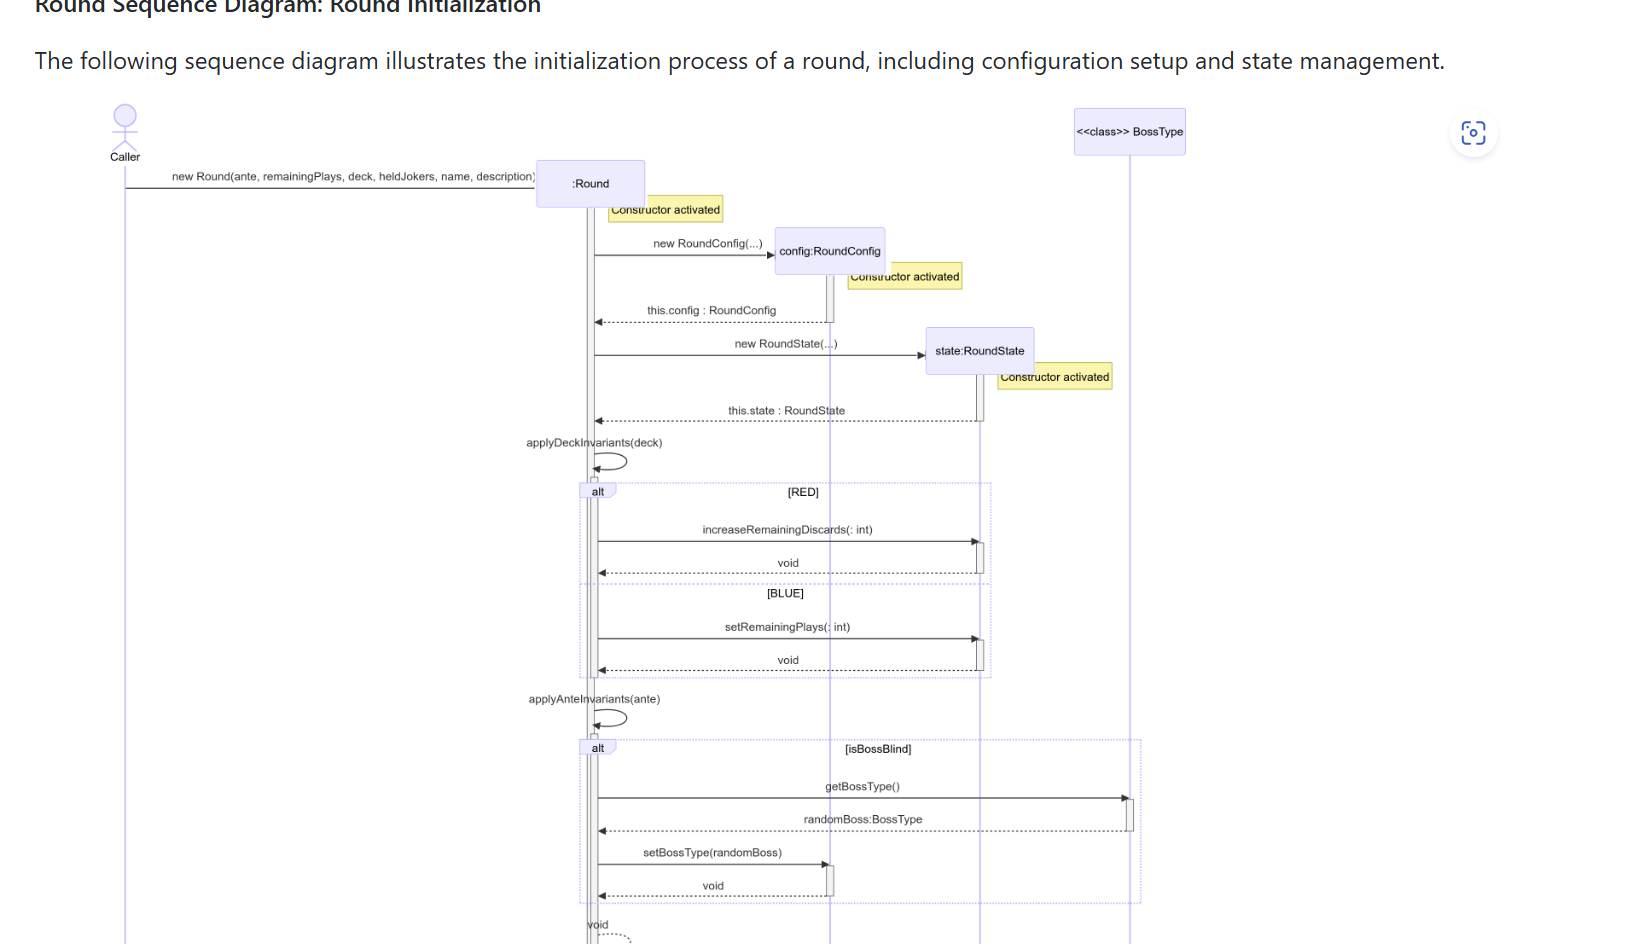 Round Sequence Diagram: Round Initialization
The following sequence diagram illustrates the initialization process of a round, including configuration setup and state management.
<<class>> BossType
Caller
new Round(ante, remainingPlays, deck, heldJokers, name, description)
:Round
Constructor activated
new RoundConfig(...)
config:RoundConfig
Constructor activated
this.config : RoundConfig
new RoundState(...)
state:RoundState
Constructor activated
this.state : RoundState
applyDeckInvariants(deck)
alt
[RED]
increaseRemainingDiscards(: int)
void
[BLUE]
setRemainingPlays(: int)
void
applyAnteInvariants(ante)
alt
[isBossBlind]
getBossType()
randomBoss:BossType
setBossType(randomBoss)
void
void